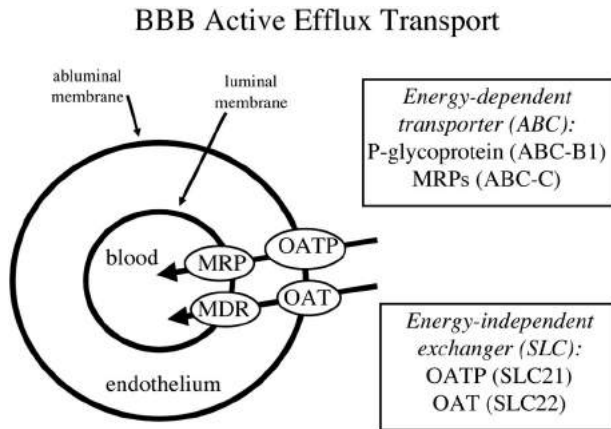 BBB Active Efflux Transport
abluminal
membrane
luminal
membrane
blood
MRP
OATP
MDR
OAT
endothelium
Energy-dependent
transporter (ABC):
P-glycoprotein (ABC-B1)
MRPs (ABC-C)
Energy-independent
exchanger (SLC):
OATP (SLC21)
OAT (SLC22)